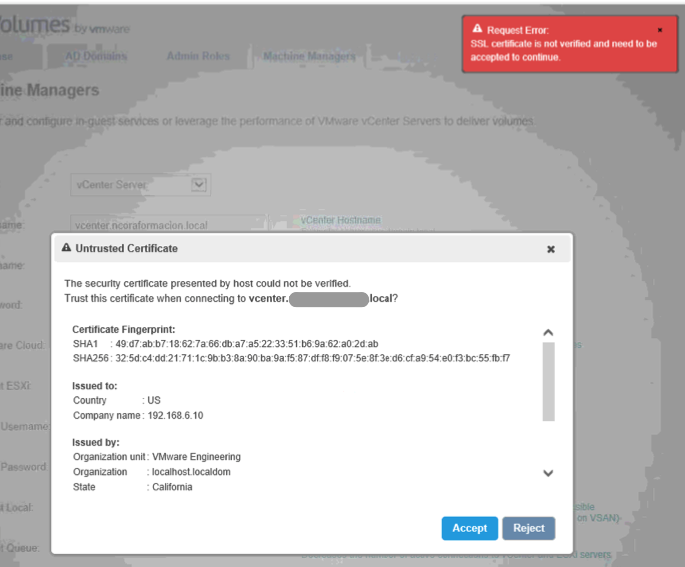 Volumes by vmware
AD Domains Admin Roles Machine Managers
⚠ Request Error: ×
SSL certificate is not verified and need to be
accepted to continue.
ine Managers
r and configure in-guest services or leverage the performance of VMware vCenter Servers to deliver volumes.
vCenter Server
name: vcenter.ncoraformacion.local vCenter Hostname
name:
word:
are Cloud:
t ESXi:
Username:
Password:
t Local:
t Queue:
⚠ Untrusted Certificate ×
The security certificate presented by host could not be verified.
Trust this certificate when connecting to vcenter. local?
Certificate Fingerprint:
SHA1 : 49:d7:ab:b7:18:62:7a:66:db:a7:a5:22:33:51:b6:9a:62:a0:2d:ab
SHA256 : 32:5d:c4:dd:21:71:1c:9b:b3:8a:90:ba:9a:f5:87:df:f8:f9:07:5e:8f:3e:d6:cf:a9:54:e0:f3:bc:55:fb:f7
Issued to:
Country : US
Company name : 192.168.6.10
Issued by:
Organization unit : VMware Engineering
Organization : localhost.localdom
State : California
Accept Reject
sible
on VSAN)-
servers.